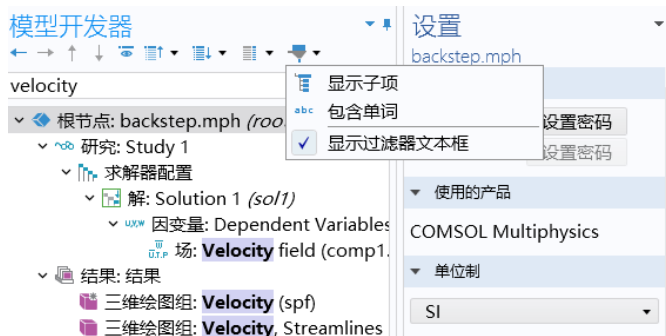 模型开发器
设置
backstep.mph
velocity
显示子项
abc 包含单词
显示过滤器文本框
根节点: backstep.mph (roo
研究: Study 1
求解器配置
解: Solution 1 (sol1)
因变量: Dependent Variables
场: Velocity field (comp1.
结果: 结果
三维绘图组: Velocity (spf)
三维绘图组: Velocity, Streamlines
设置密码
设置密码
使用的产品
COMSOL Multiphysics
单位制
SI